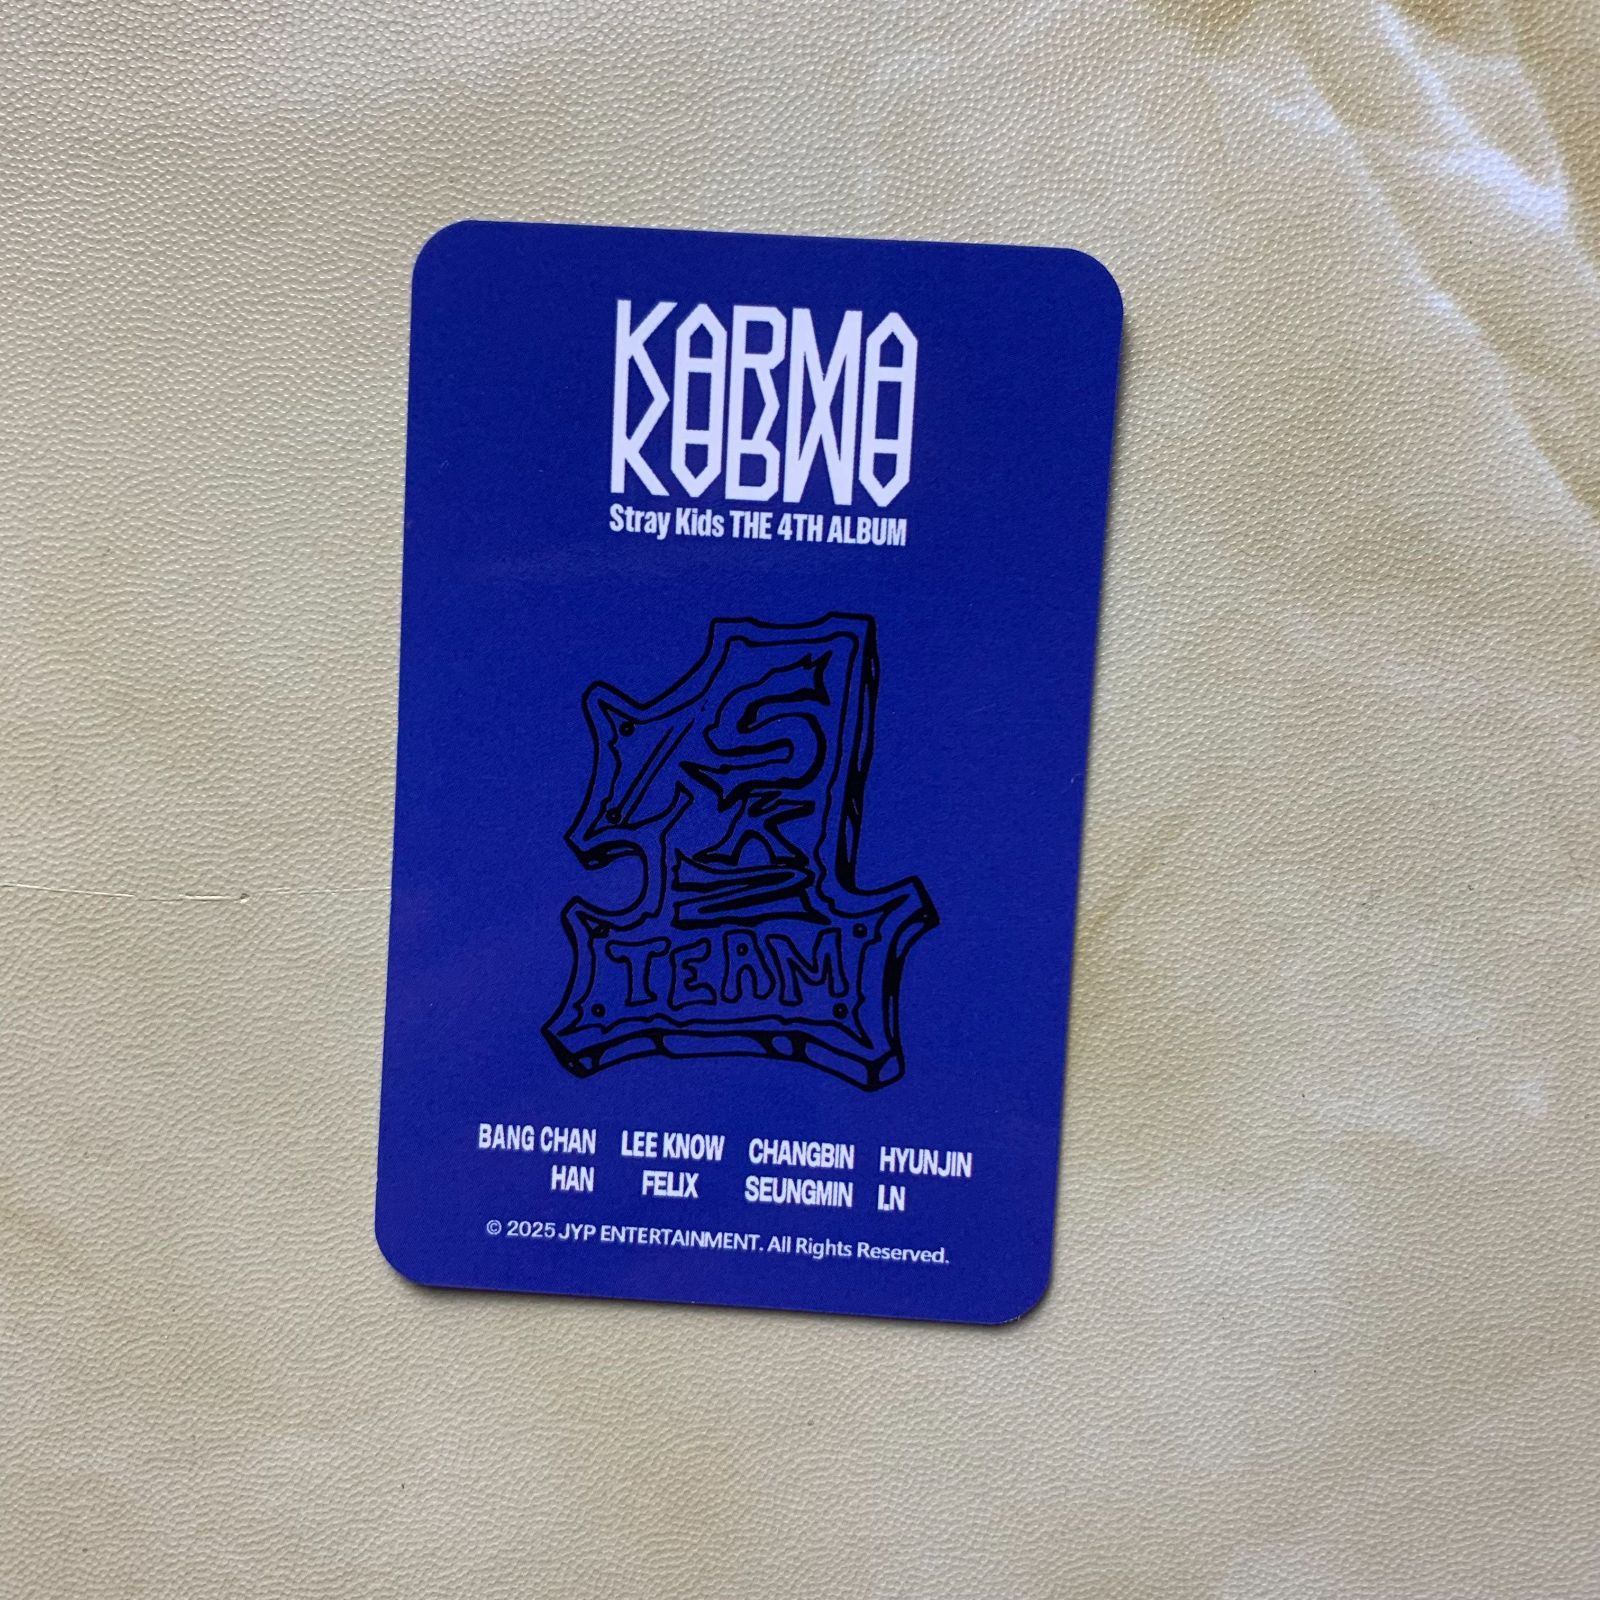 KARMA
KARMA
Stray Kids THE 4TH ALBUM
1
SKZ
TEAM
BANG CHAN LEE KNOW CHANGBIN HYUNJIN
HAN FELIX SEUNGMIN I.N
© 2025 JYP ENTERTAINMENT. All Rights Reserved.